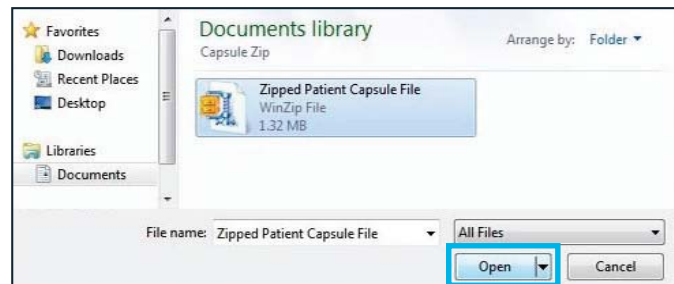 Favorites
Downloads
Recent Places
Desktop
Libraries
Documents
Documents library
Capsule Zip
Arrange by: Folder
Zipped Patient Capsule File
WinZip File
1.32 MB
File name: Zipped Patient Capsule File
All Files
Open
Cancel